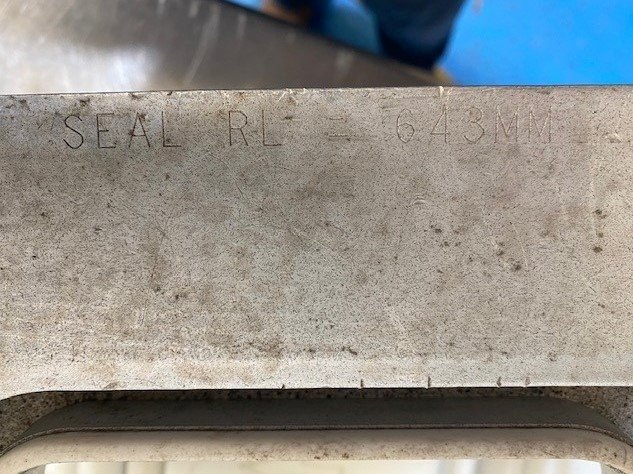 SEAL RL = 643MM